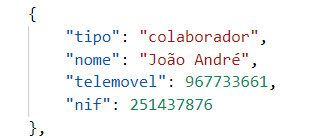 {
"tipo": "colaborador",
"nome": "João André",
"telemovel": 967733661,
"nif": 251437876
},